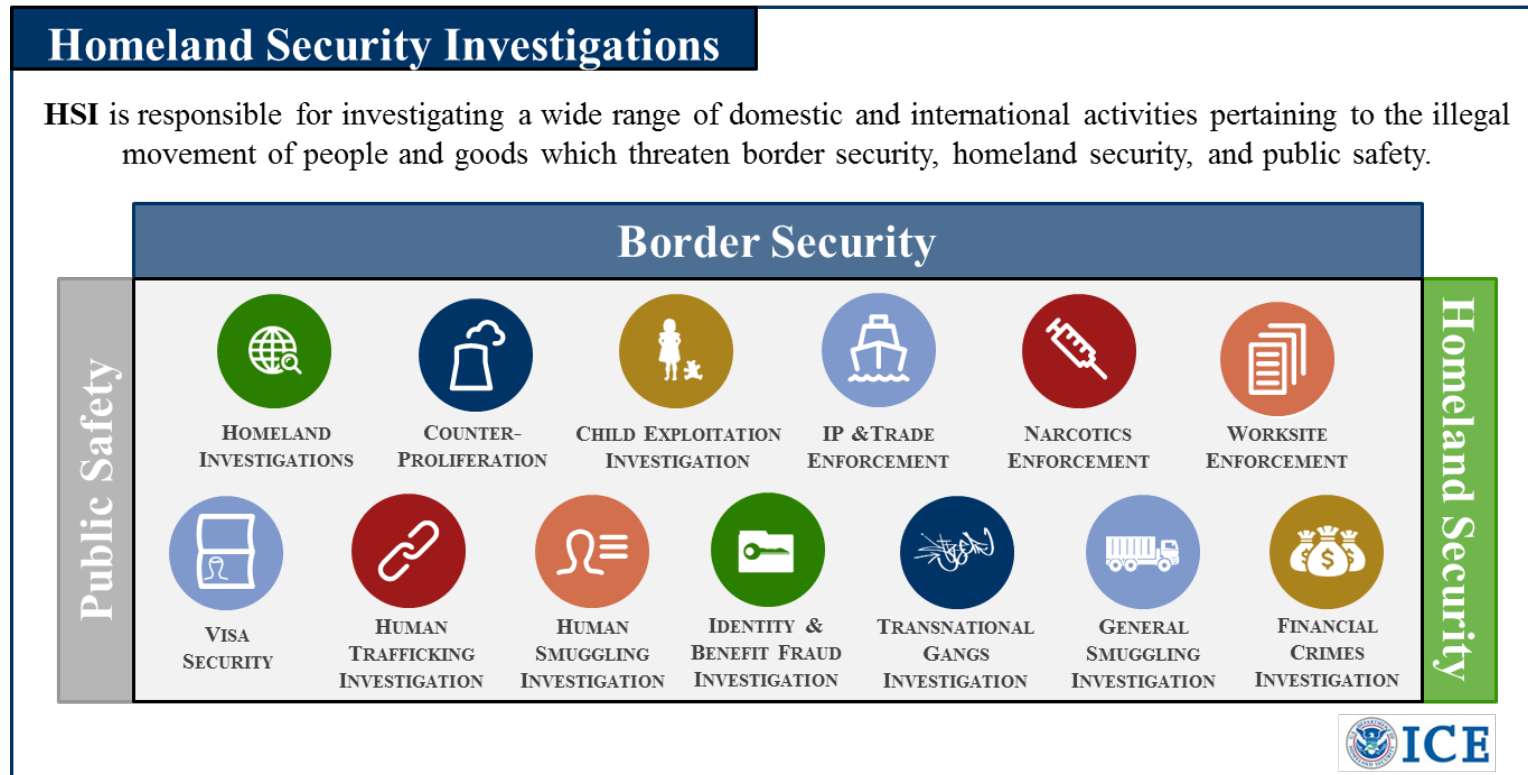 Homeland Security Investigations
HSI is responsible for investigating a wide range of domestic and international activities pertaining to the illegal
movement of people and goods which threaten border security, homeland security, and public safety.
Border Security
Public Safety
Homeland Security
HOMELAND
INVESTIGATIONS
COUNTER-
PROLIFERATION
CHILD EXPLOITATION
INVESTIGATION
IP &TRADE
ENFORCEMENT
NARCOTICS
ENFORCEMENT
WORKSITE
ENFORCEMENT
VISA
SECURITY
HUMAN
TRAFFICKING
INVESTIGATION
HUMAN
SMUGGLING
INVESTIGATION
IDENTITY &
BENEFIT FRAUD
INVESTIGATION
TRANSNATIONAL
GANGS
INVESTIGATION
GENERAL
SMUGGLING
INVESTIGATION
FINANCIAL
CRIMES
INVESTIGATION
ICE